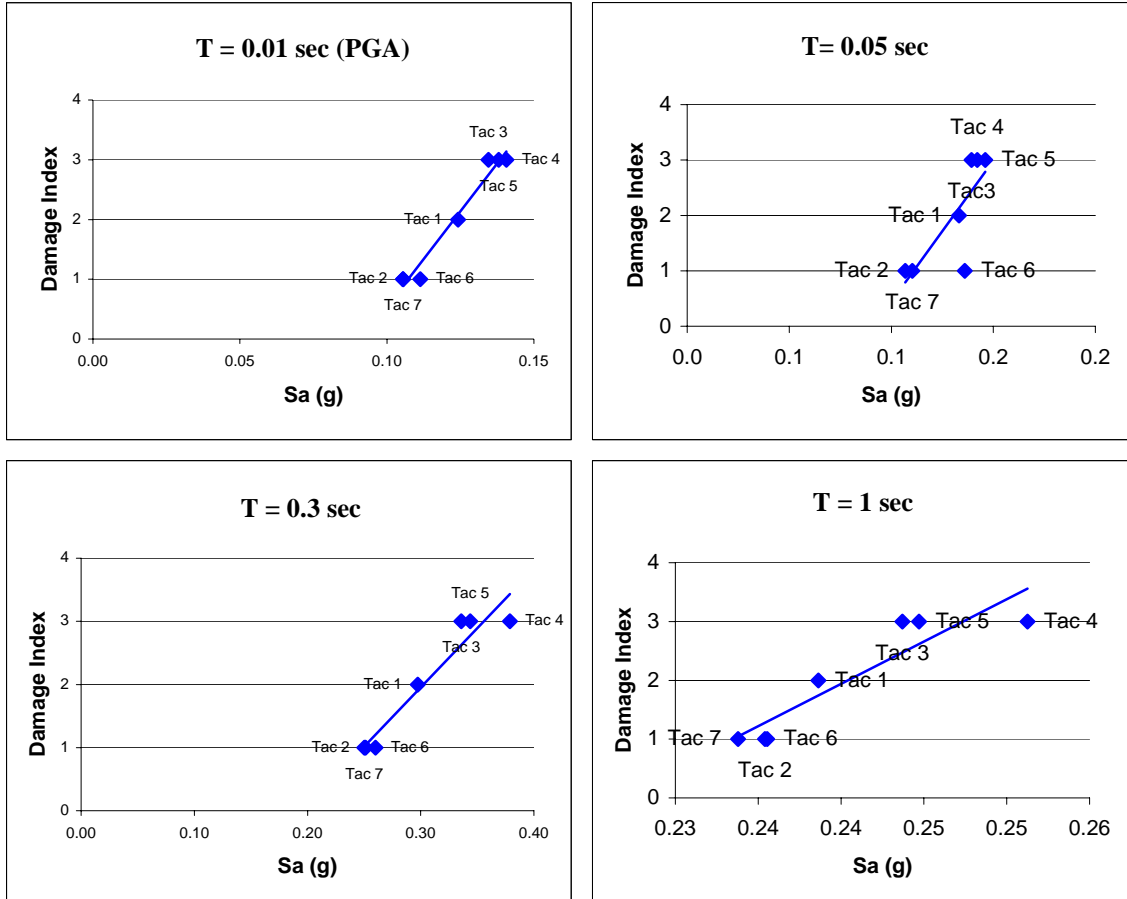 T = 0.01 sec (PGA)
Damage Index
4
3
2
1
0
Tac 3
Tac 4
Tac 5
Tac 1
Tac 2
Tac 6
Tac 7
0.00
0.05
0.10
0.15
Sa (g)
T= 0.05 sec
Damage Index
4
3
2
1
0
Tac 4
Tac 5
Tac3
Tac 1
Tac 2
Tac 6
Tac 7
0.0
0.1
0.1
0.2
0.2
Sa (g)
T = 0.3 sec
Damage Index
4
3
2
1
0
Tac 5
Tac 4
Tac 3
Tac 1
Tac 2
Tac 6
Tac 7
0.00
0.10
0.20
0.30
0.40
Sa (g)
T = 1 sec
Damage Index
4
3
2
1
0
Tac 5
Tac 4
Tac 3
Tac 1
Tac 7
Tac 6
Tac 2
0.23
0.24
0.24
0.25
0.25
0.26
Sa (g)